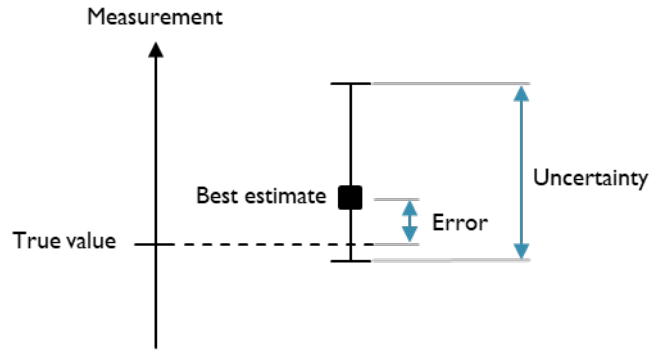 Measurement
Uncertainty
Best estimate
Error
True value